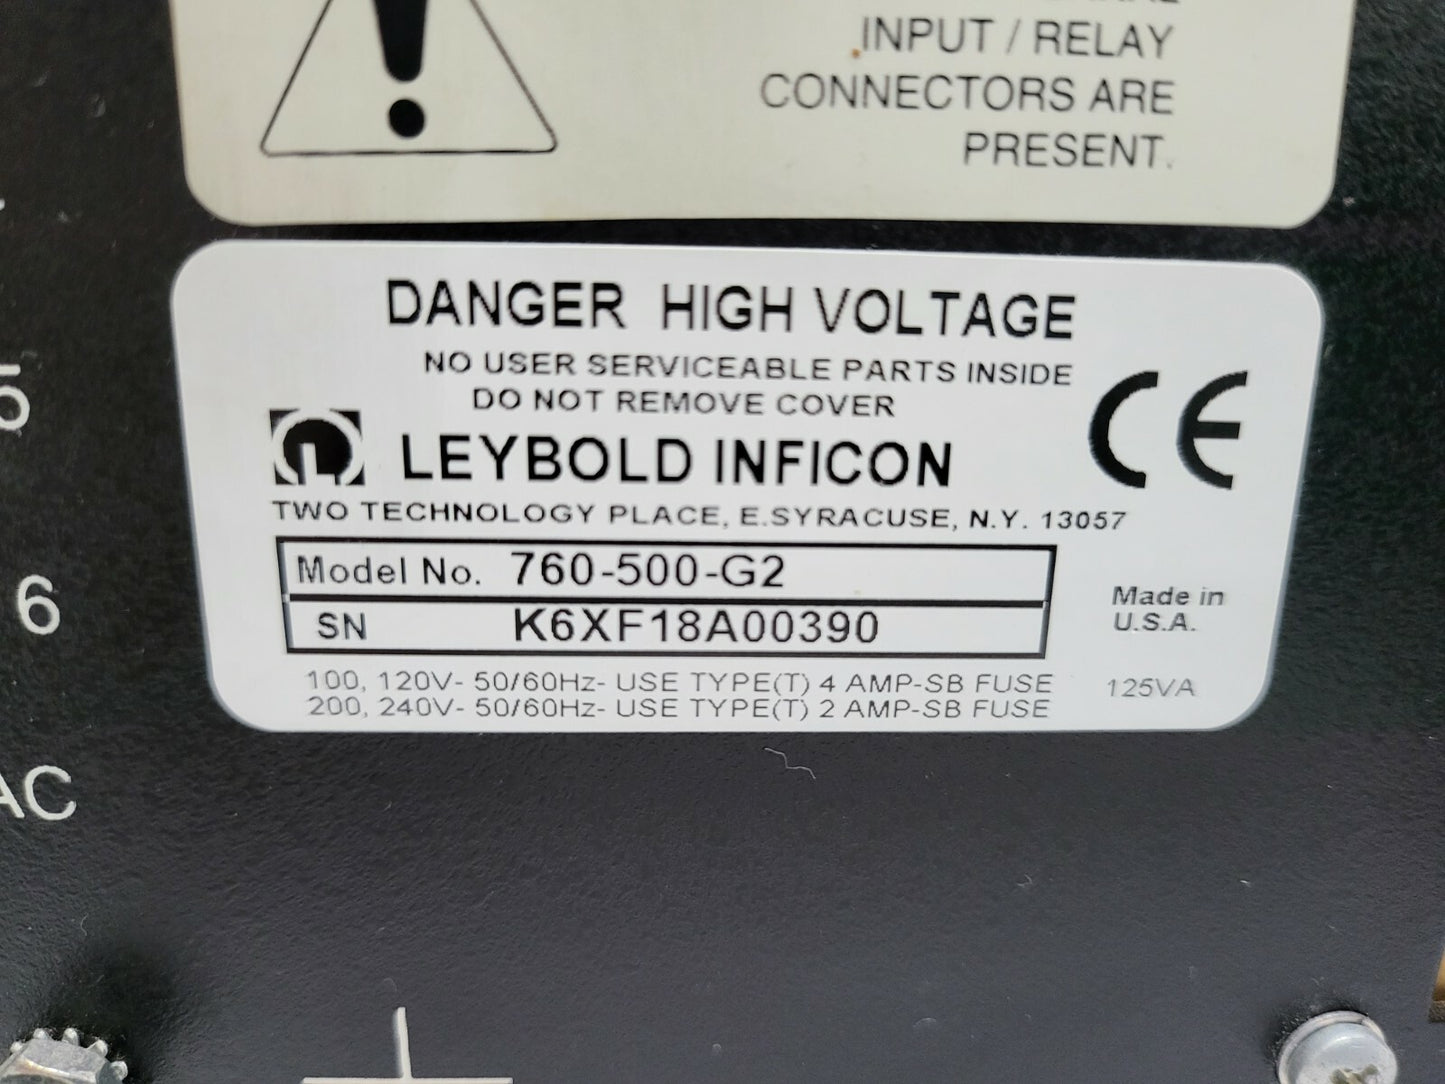 INPUT / RELAY
CONNECTORS ARE
PRESENT.
DANGER HIGH VOLTAGE
NO USER SERVICEABLE PARTS INSIDE
DO NOT REMOVE COVER
CE
L LEYBOLD INFICON
TWO TECHNOLOGY PLACE, E.SYRACUSE, N.Y. 13057
Model No. 760-500-G2
SN K6XF18A00390
Made in
U.S.A.
100, 120V- 50/60Hz- USE TYPE(T) 4 AMP-SB FUSE
200, 240V- 50/60Hz- USE TYPE(T) 2 AMP-SB FUSE
125VA
5
6
AC